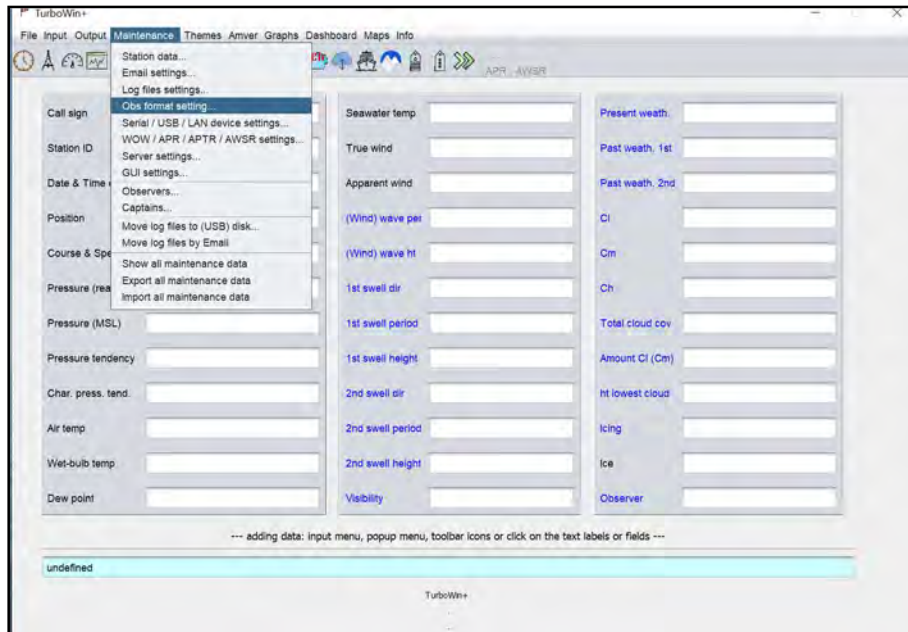 TurboWin+
File Input Output Maintenance Themes Amver Graphs Dashboard Maps Info
APR AWSR
Station data...
Email settings...
Log files settings...
Obs format setting...
Serial / USB / LAN device settings...
WOW / APR / APTR / AWSR settings...
Server settings...
GUI settings...
Observers...
Captains...
Move log files to (USB) disk...
Move log files by Email
Show all maintenance data
Export all maintenance data
Import all maintenance data
Call sign
Station ID
Date & Time
Position
Course & Spe
Pressure (rea
Pressure (MSL)
Pressure tendency
Char. press. tend.
Air temp
Wet-bulb temp
Dew point
Seawater temp
True wind
Apparent wind
(Wind) wave per
(Wind) wave ht
1st swell dir
1st swell period
1st swell height
2nd swell dir
2nd swell period
2nd swell height
Visibility
Present weath.
Past weath. 1st
Past weath. 2nd
Cl
Cm
Ch
Total cloud cov
Amount Cl (Cm)
ht lowest cloud
Icing
Ice
Observer
--- adding data: input menu, popup menu, toolbar icons or click on the text labels or fields ---
undefined
TurboWin+